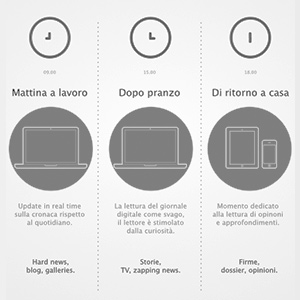 09.00
Mattina a lavoro
Update in real time
sulla cronaca rispetto
al quotidiano.
Hard news,
blog, galleries.
15.00
Dopo pranzo
La lettura del giornale
digitale come svago,
il lettore è stimolato
dalla curiosità.
Storie,
TV, zapping news.
18.00
Di ritorno a casa
Momento dedicato
alla lettura di opinoni
e approfondimenti.
Firme,
dossier, opinioni.